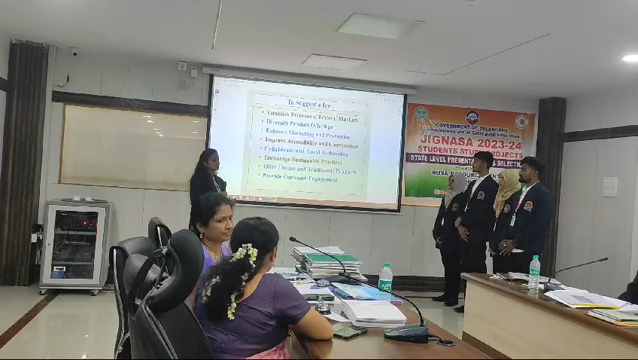 To Suggest a few
Establish Permanent Retail Markets
Diversify Product Offerings
Enhance Marketing and Promotion
Improve Accessibility and Convenience
Collaborate with Local Authorities
Encourage Sustainable Practices
Offer Unique and Traditional Products
Provide Customer Engagement
GOVERNMENT OF TELANGANA
JIGNASA 2023-24
STUDENTS STUDY PROJECTS
STATE LEVEL PRESENTATION & SELECTION
RUSA RESOURCE